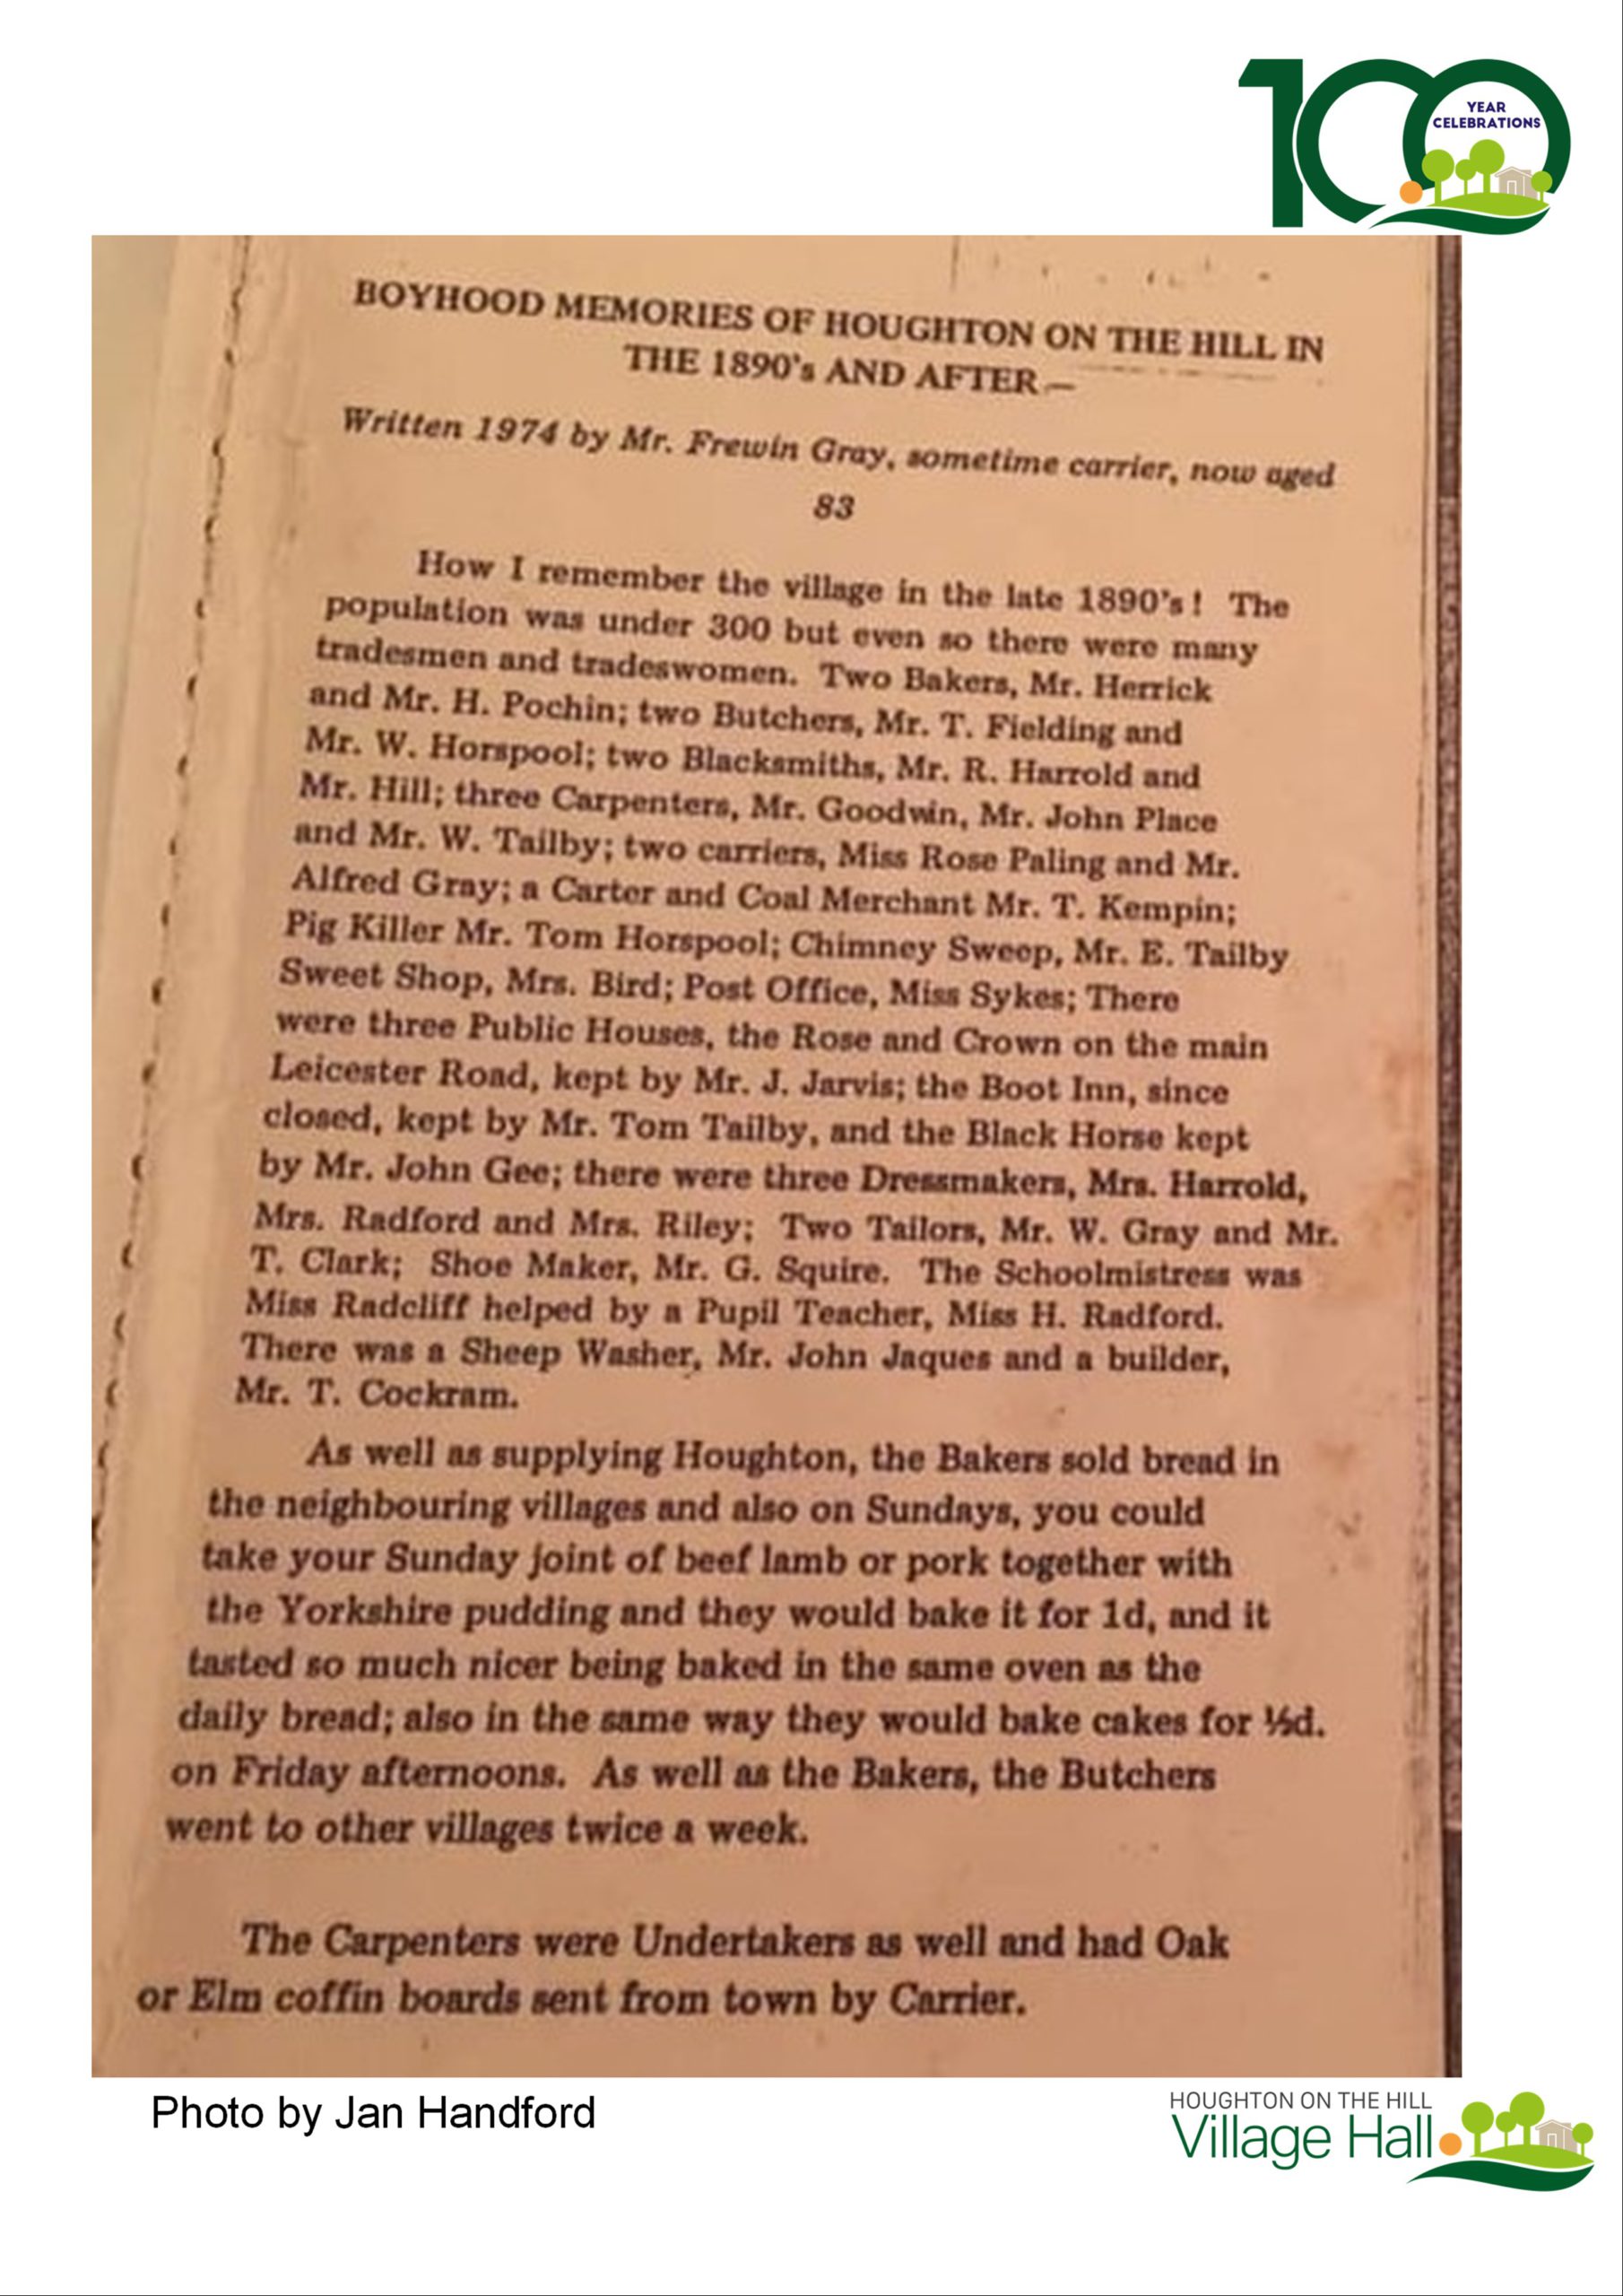 100
YEAR
CELEBRATIONS
BOYHOOD MEMORIES OF HOUGHTON ON THE HILL IN
THE 1890's AND AFTER —
Written 1974 by Mr. Frewin Gray, sometime carrier, now aged
83
How I remember the village in the late 1890's! The
population was under 300 but even so there were many
tradesmen and tradeswomen. Two Bakers, Mr. Herrick
and Mr. H. Pochin; two Butchers, Mr. T. Fielding and
Mr. W. Horspool; two Blacksmiths, Mr. R. Harrold and
Mr. Hill; three Carpenters, Mr. Goodwin, Mr. John Place
and Mr. W. Tailby; two carriers, Miss Rose Paling and Mr.
Alfred Gray; a Carter and Coal Merchant Mr. T. Kempin;
Pig Killer Mr. Tom Horspool; Chimney Sweep, Mr. E. Tailby
Sweet Shop, Mrs. Bird; Post Office, Miss Sykes; There
were three Public Houses, the Rose and Crown on the main
Leicester Road, kept by Mr. J. Jarvis; the Boot Inn, since
closed, kept by Mr. Tom Tailby, and the Black Horse kept
by Mr. John Gee; there were three Dressmakers, Mrs. Harrold,
Mrs. Radford and Mrs. Riley; Two Tailors, Mr. W. Gray and Mr.
T. Clark; Shoe Maker, Mr. G. Squire. The Schoolmistress was
Miss Radcliff helped by a Pupil Teacher, Miss H. Radford.
There was a Sheep Washer, Mr. John Jaques and a builder,
Mr. T. Cockram.
As well as supplying Houghton, the Bakers sold bread in
the neighbouring villages and also on Sundays, you could
take your Sunday joint of beef lamb or pork together with
the Yorkshire pudding and they would bake it for 1d, and it
tasted so much nicer being baked in the same oven as the
daily bread; also in the same way they would bake cakes for ½d.
on Friday afternoons. As well as the Bakers, the Butchers
went to other villages twice a week.
The Carpenters were Undertakers as well and had Oak
or Elm coffin boards sent from town by Carrier.
Photo by Jan Handford
HOUGHTON ON THE HILL
Village Hall